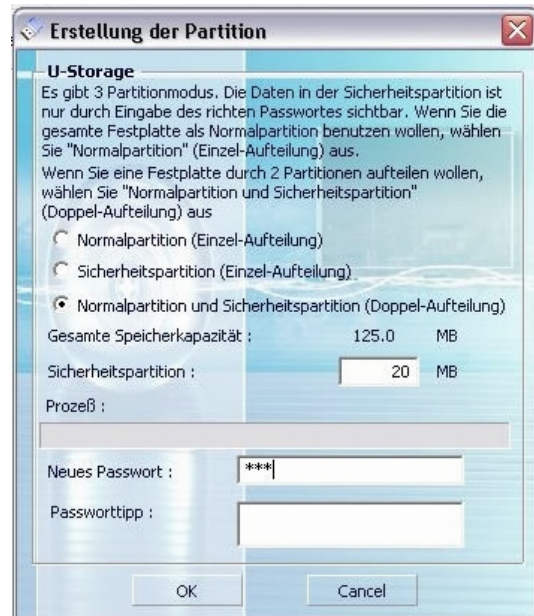 Erstellung der Partition
U-Storage
Es gibt 3 Partitionmodus. Die Daten in der Sicherheitspartition ist
nur durch Eingabe des richten Passwortes sichtbar. Wenn Sie die
gesamte Festplatte als Normalpartition benutzen wollen, wählen
Sie "Normalpartition" (Einzel-Aufteilung) aus.
Wenn Sie eine Festplatte durch 2 Partitionen aufteilen wollen,
wählen Sie "Normalpartition und Sicherheitspartition"
(Doppel-Aufteilung) aus
Normalpartition (Einzel-Aufteilung)
Sicherheitspartition (Einzel-Aufteilung)
Normalpartition und Sicherheitspartition (Doppel-Aufteilung)
Gesamte Speicherkapazität : 125.0 MB
Sicherheitspartition : 20 MB
Prozeß :
Neues Passwort : ***
Passworttipp :
OK Cancel